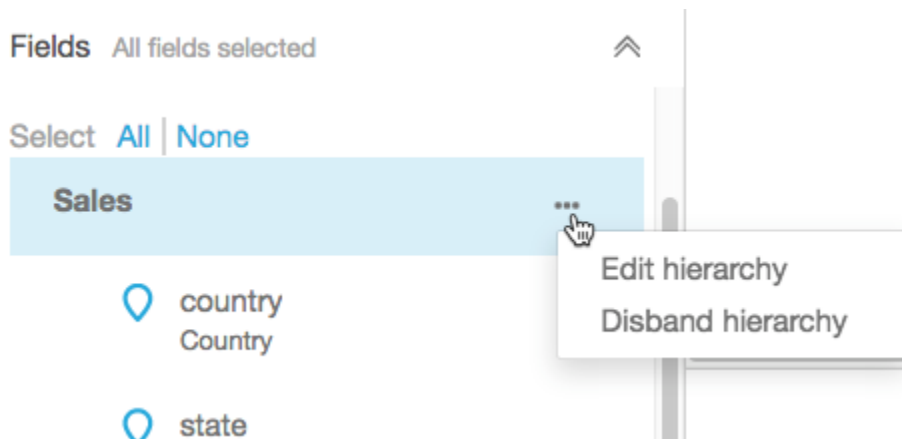 Fields All fields selected
Select All None
Sales
Edit hierarchy
country
Disband hierarchy
Country
state